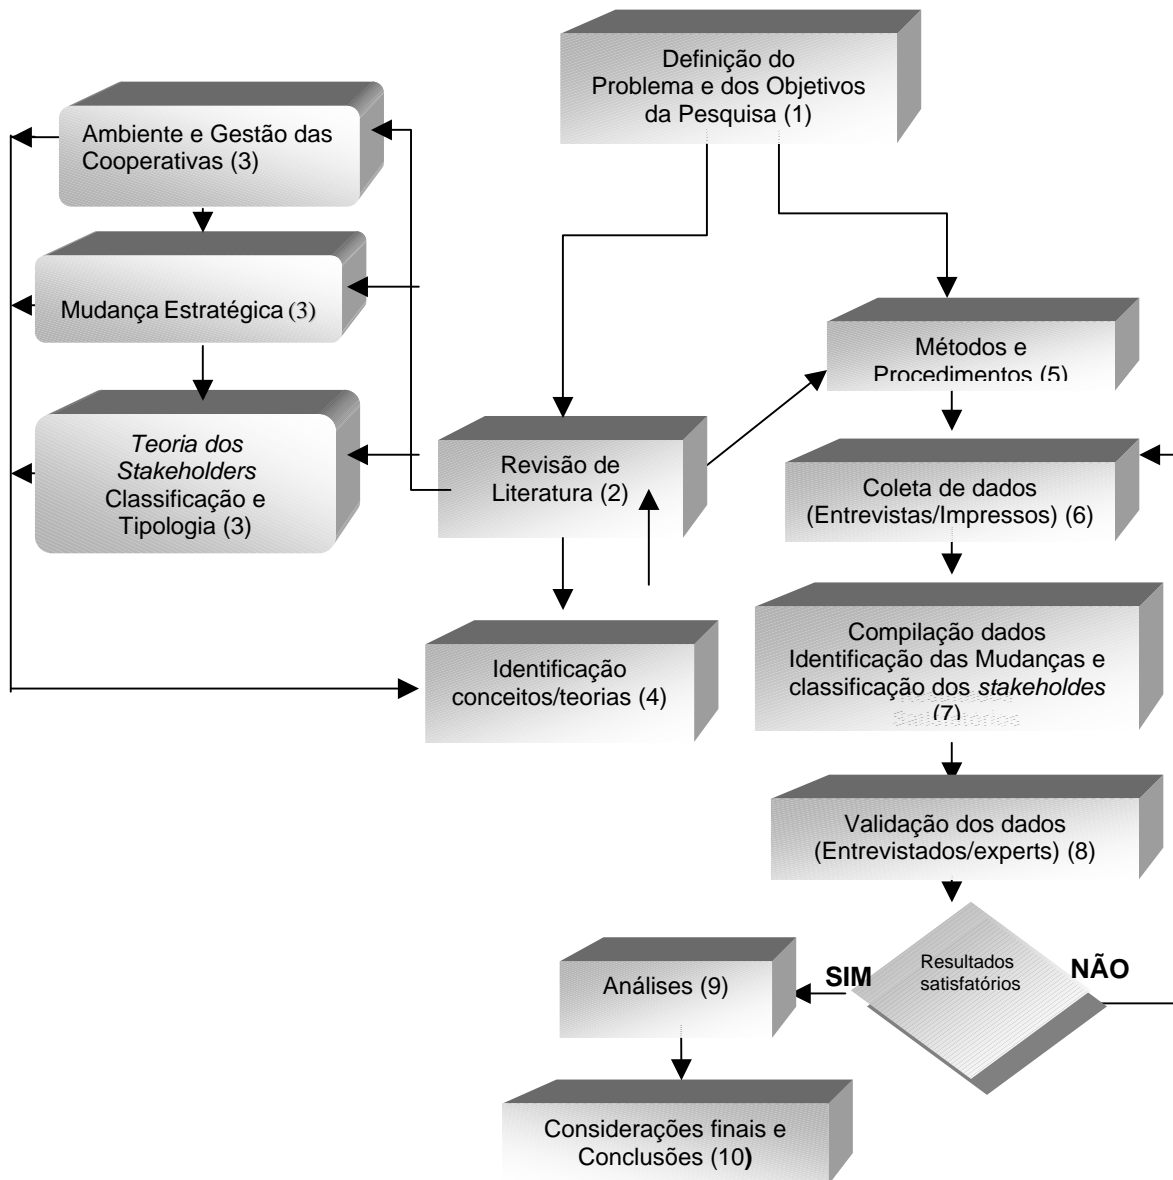 Definição do
Problema e dos Objetivos
da Pesquisa (1)
Ambiente e Gestão das
Cooperativas (3)
Mudança Estratégica (3)
Teoria dos
Stakeholders
Classificação e
Tipologia (3)
Revisão de
Literatura (2)
Identificação
conceitos/teorias (4)
Métodos e
Procedimentos (5)
Coleta de dados
(Entrevistas/Impressos) (6)
Compilação dados
Identificação das Mudanças e
classificação dos stakeholdes
(7)
Validação dos dados
(Entrevistados/experts) (8)
Resultados
satisfatórios
SIM
NÃO
Análises (9)
Considerações finais e
Conclusões (10)